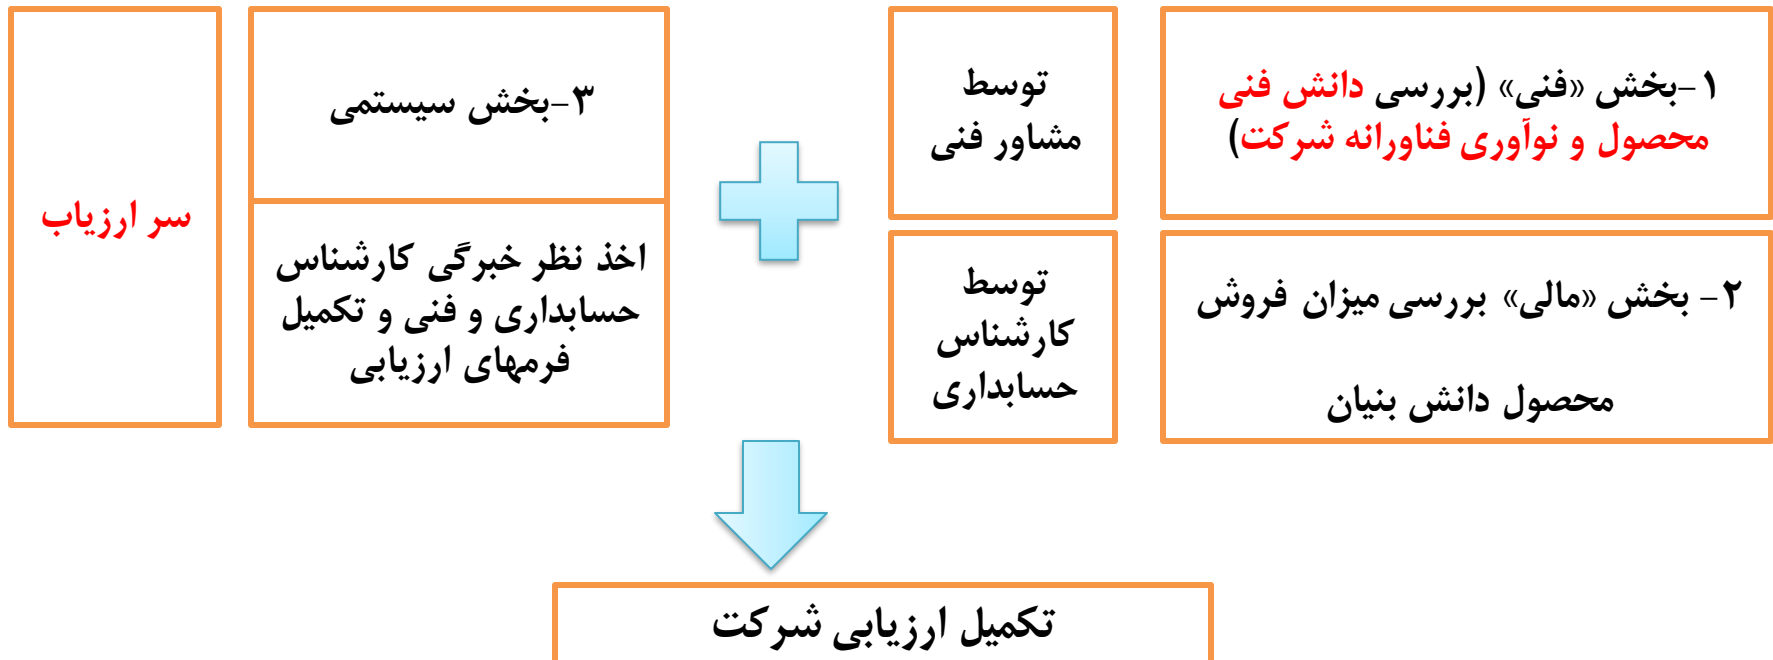 ۱-بخش «فنی» (بررسی دانش فنی
محصول و نوآوری فناورانه شرکت)
توسط
مشاور فنی
۲- بخش «مالی» بررسی میزان فروش
محصول دانش بنیان
توسط
کارشناس
حسابداری
۳-بخش سیستمی
اخذ نظر خبرگی کارشناس
حسابداری و فنی و تکمیل
فرمهای ارزیابی
سر ارزیاب
تکمیل ارزیابی شرکت